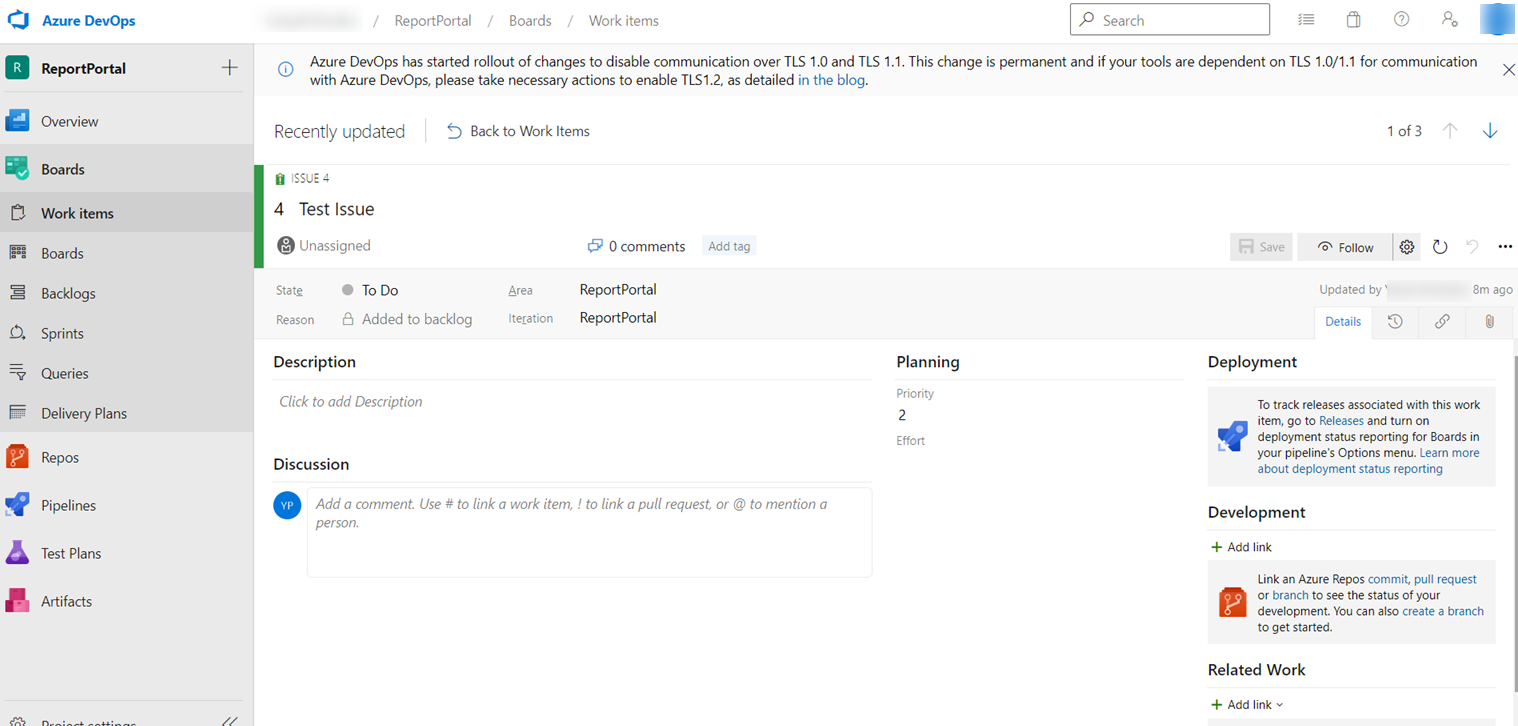 Azure DevOps
/ ReportPortal / Boards / Work items
Search
R ReportPortal
Overview
Boards
Work items
Boards
Backlogs
Sprints
Queries
Delivery Plans
Repos
Pipelines
Test Plans
Artifacts
Project settings
Azure DevOps has started rollout of changes to disable communication over TLS 1.0 and TLS 1.1. This change is permanent and if your tools are dependent on TLS 1.0/1.1 for communication
with Azure DevOps, please take necessary actions to enable TLS1.2, as detailed in the blog.
Recently updated
Back to Work Items
1 of 3
ISSUE 4
4 Test Issue
Unassigned
0 comments
Add tag
Save
Follow
State To Do
Area ReportPortal
Updated by
8m ago
Reason Added to backlog
Iteration ReportPortal
Details
Description
Click to add Description
Discussion
YP
Add a comment. Use # to link a work item, ! to link a pull request, or @ to mention a
person.
Planning
Priority
2
Effort
Deployment
To track releases associated with this work
item, go to Releases and turn on
deployment status reporting for Boards in
your pipeline's Options menu. Learn more
about deployment status reporting
Development
Add link
Link an Azure Repos commit, pull request
or branch to see the status of your
development. You can also create a branch
to get started.
Related Work
Add link